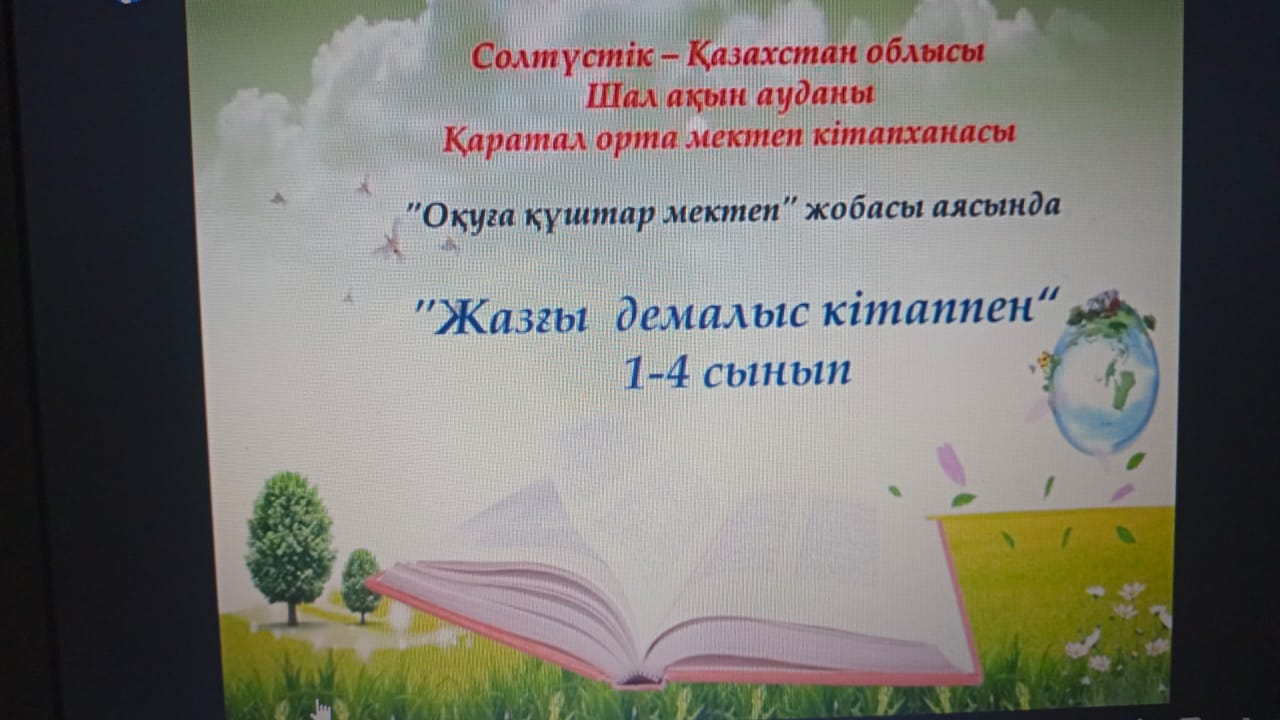 Солтүстік – Қазахстан облысы
Шал ақын ауданы
Қаратал орта мектеп кітапханасы
"Оқуға құштар мектеп" жобасы аясында
"Жазғы демалыс кітаппен“
1-4 сынып